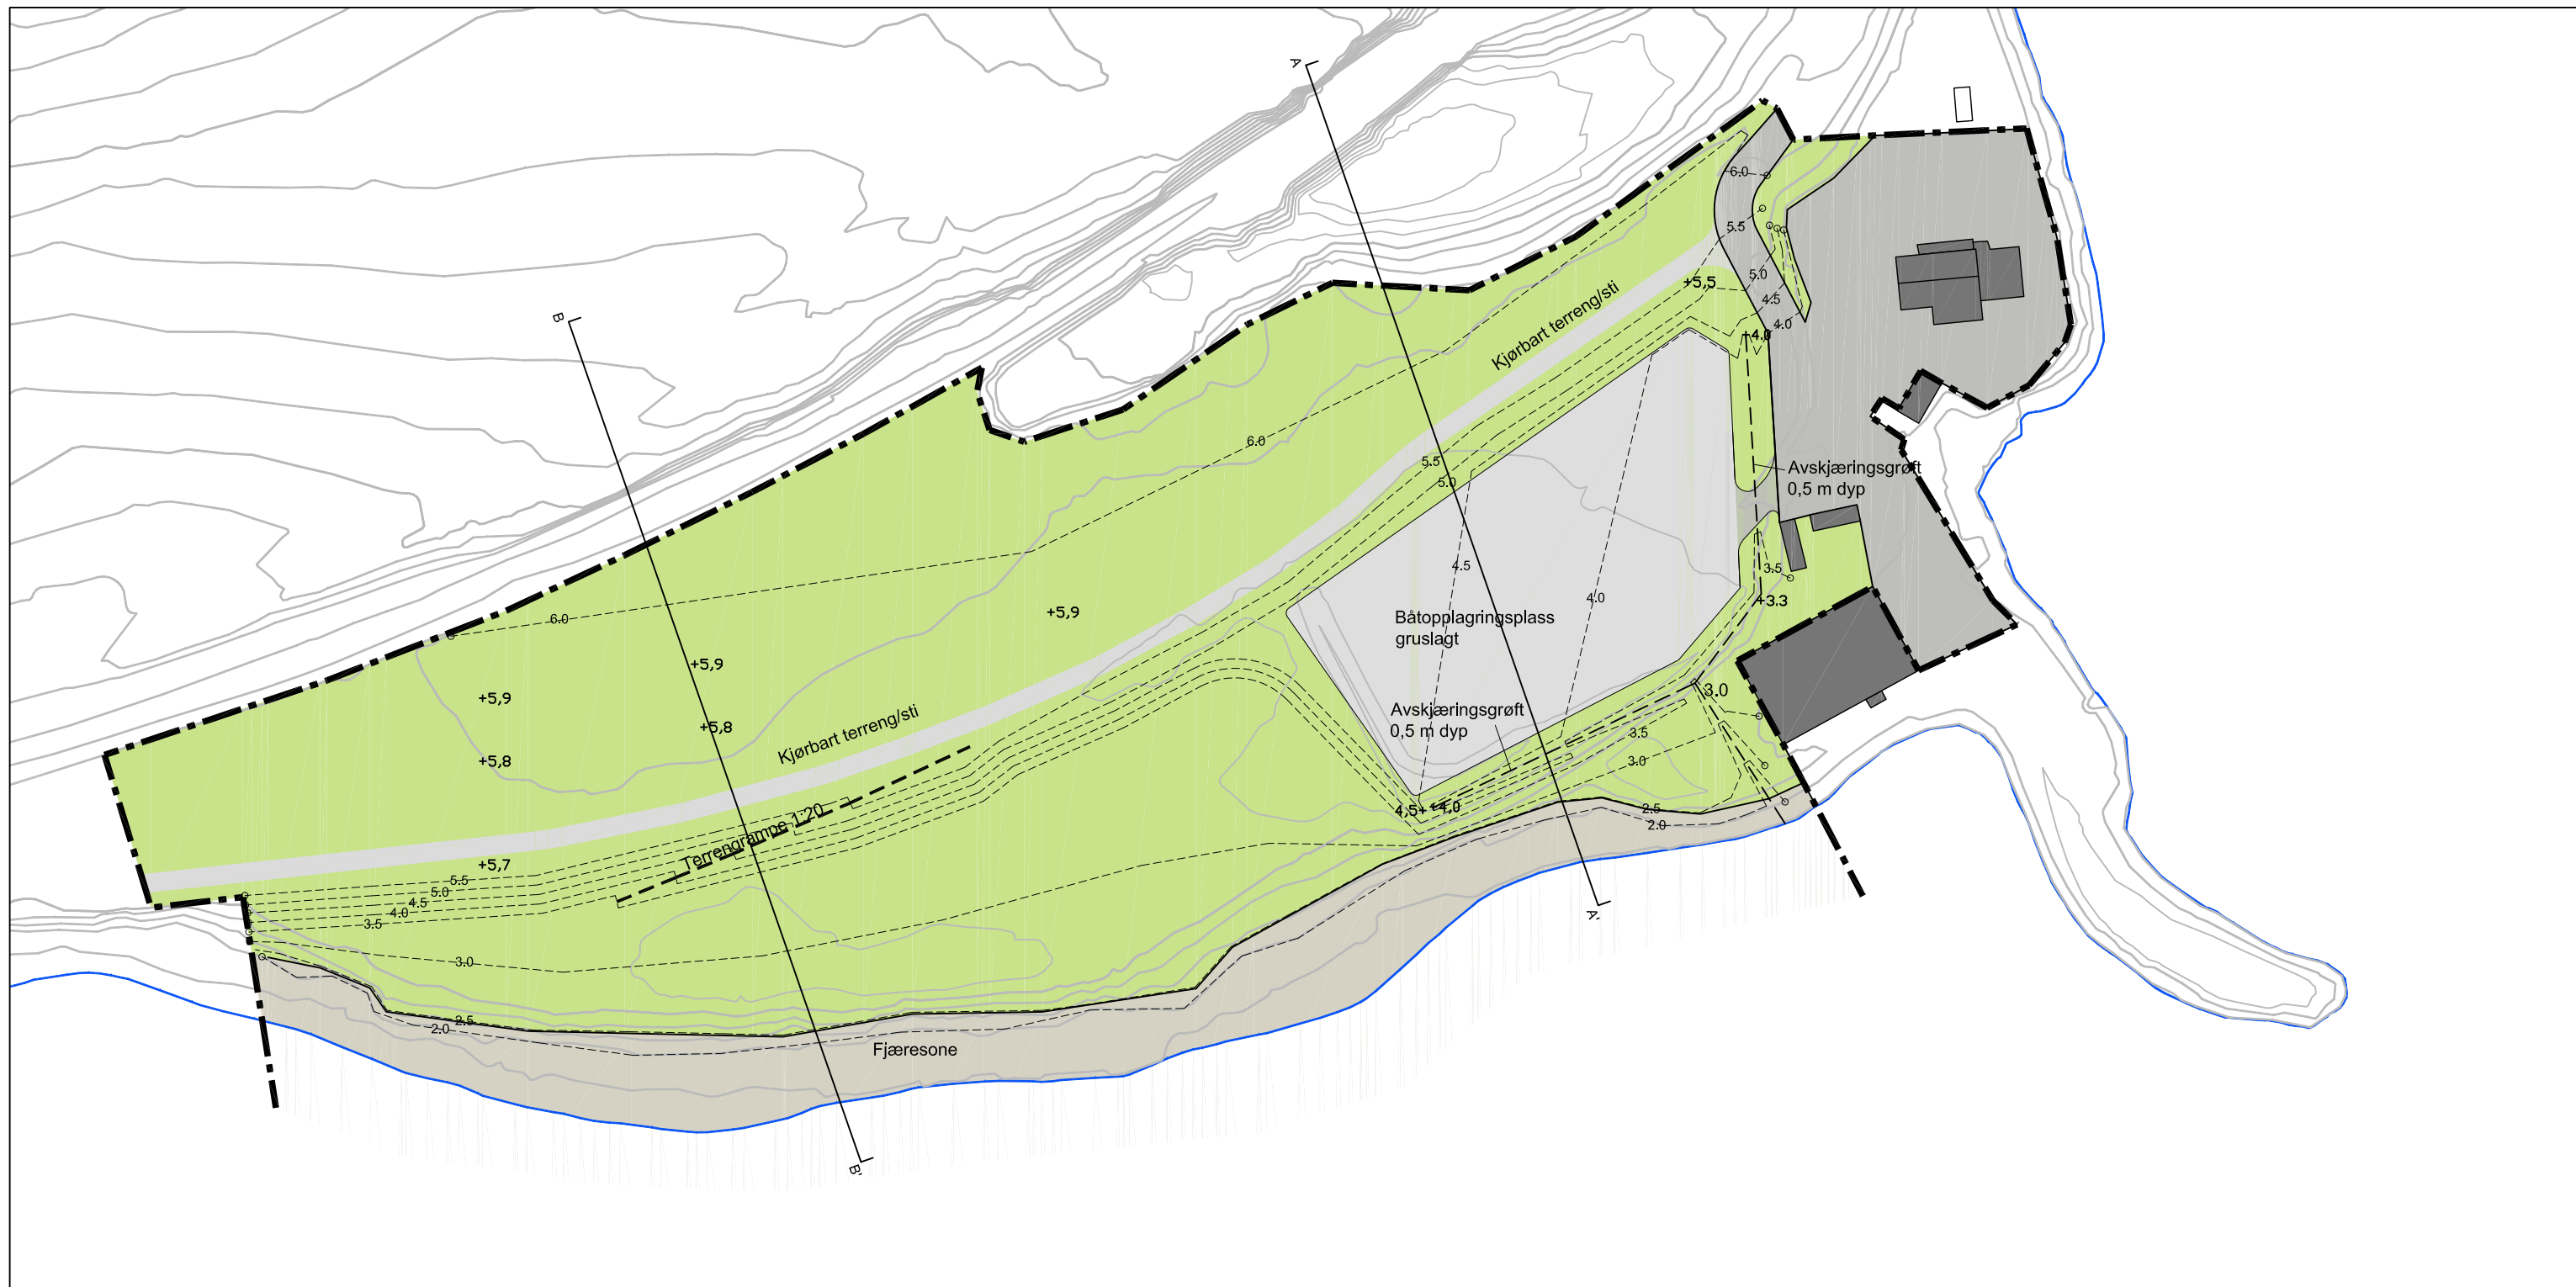 A
6.0
5.5
+5,5
5.0
4.5
4.0
+4.0
Kjørbart terreng/sti
B
6.0
5.5
5.0
Avskjæringsgrøft
0,5 m dyp
4.5
4.0
3.5
+3.3
Båtopplagringsplass
gruslagt
6.0
+5,9
+5,9
+5,9
+5,8
+5,8
Kjørbart terreng/sti
3.0
Avskjæringsgrøft
0,5 m dyp
3.5
3.0
4,5+
+4,0
2.5
2.0
Terrengrampe 1:20
+5,7
5.5
5.0
4.5
4.0
3.5
3.0
2.5
2.0
A'
Fjæresone
B'